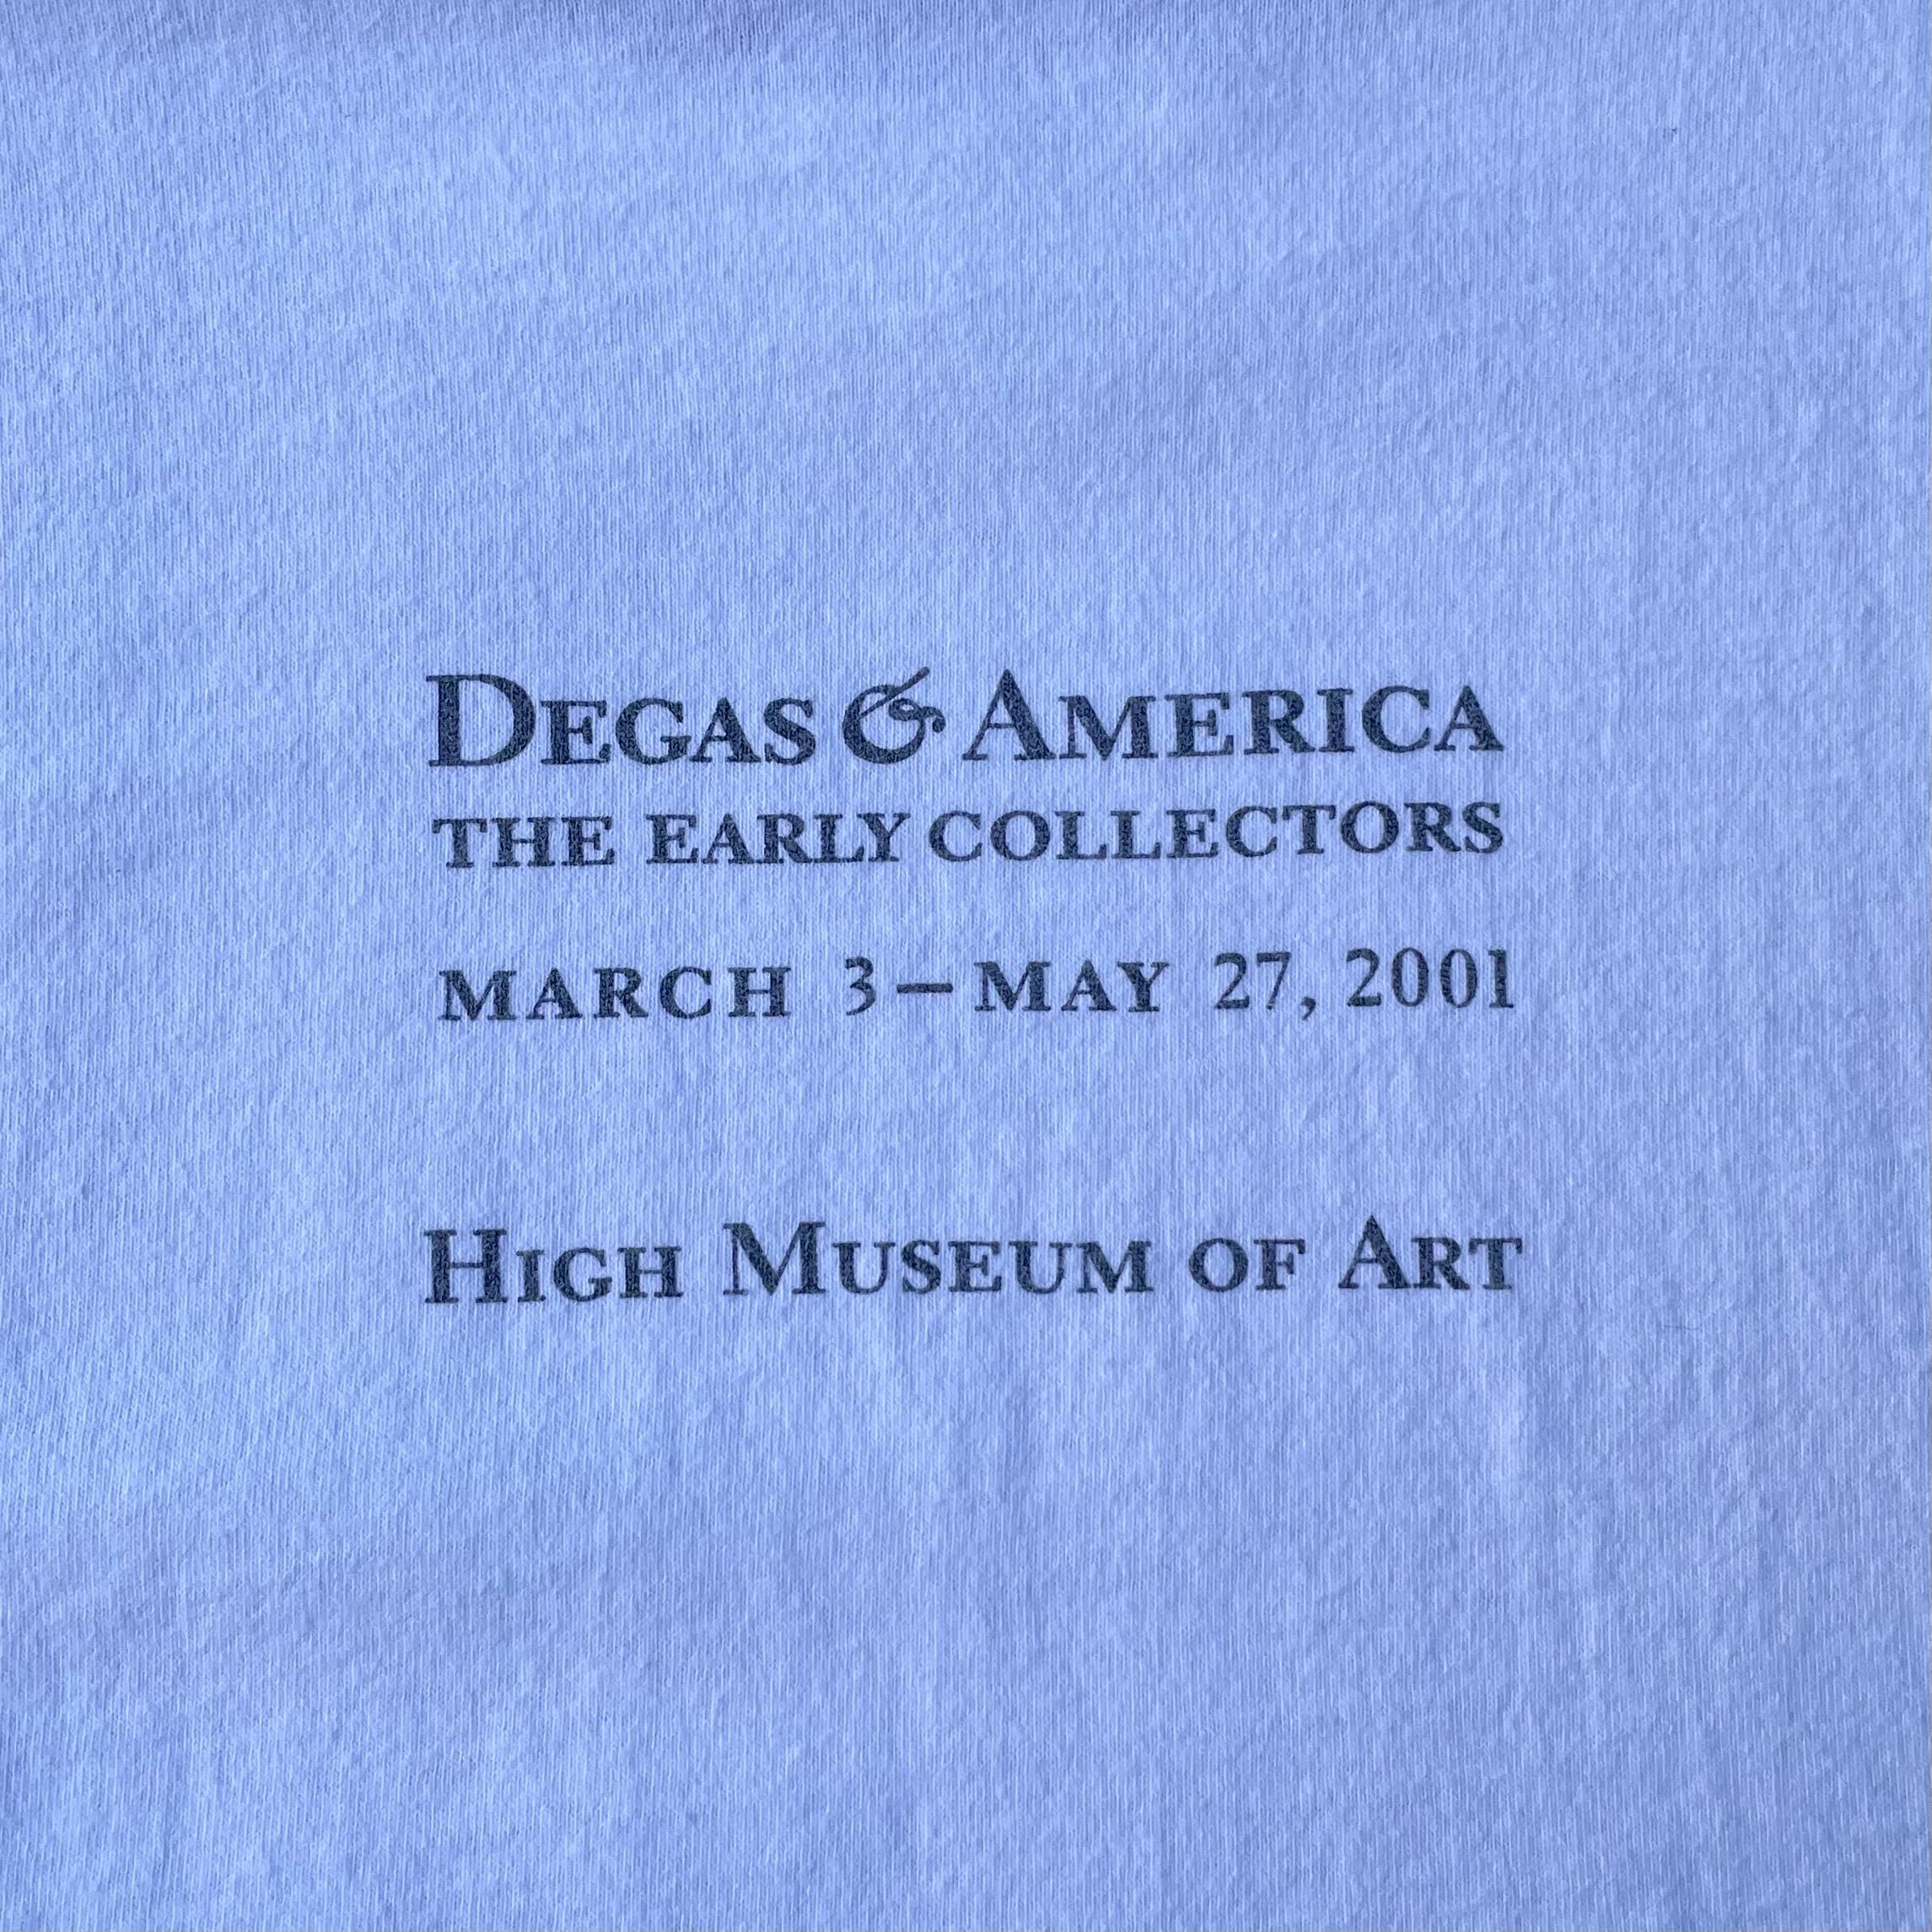 DEGAS & AMERICA
THE EARLY COLLECTORS
MARCH 3–MAY 27, 2001
HIGH MUSEUM OF ART